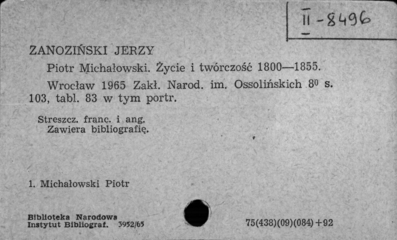 II-8496
ZANOZIŃSKI JERZY
Piotr Michałowski. Życie i twórczość 1800—1855.
Wrocław 1965 Zakł. Narod. im. Ossolińskich 8⁰ s.
103, tabl. 83 w tym portr.
Streszcz. franc. i ang.
Zawiera bibliografię.
1. Michałowski Piotr
Biblioteka Narodowa
Instytut Bibliograf. 3952/65
75(438)(09)(084)+92